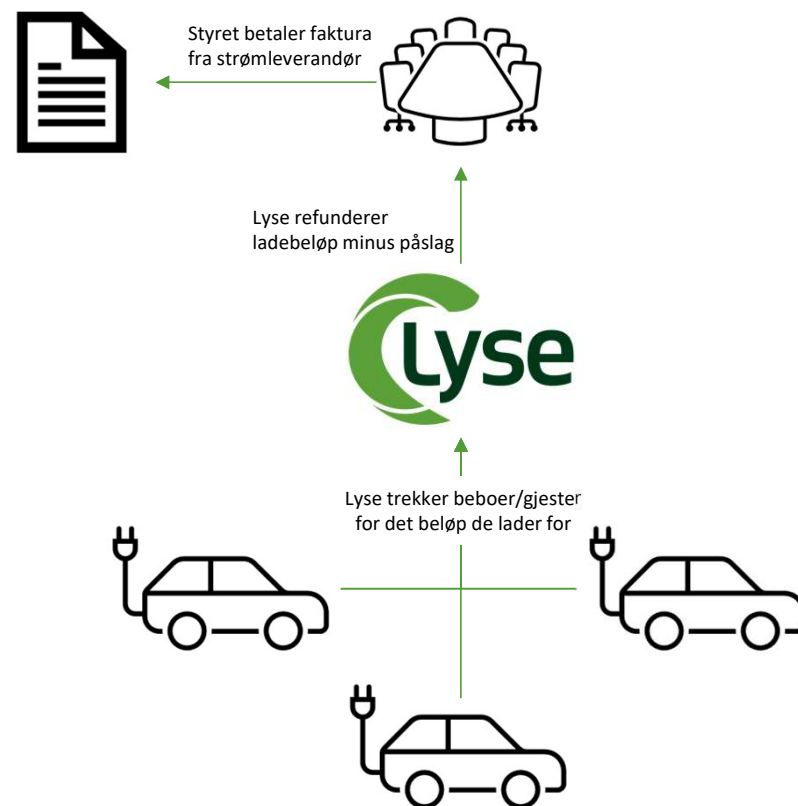 Styret betaler faktura
fra strømleverandør
Lyse refunderer
ladebeløp minus påslag
Lyse
Lyse trekker beboer/gjester
for det beløp de lader for